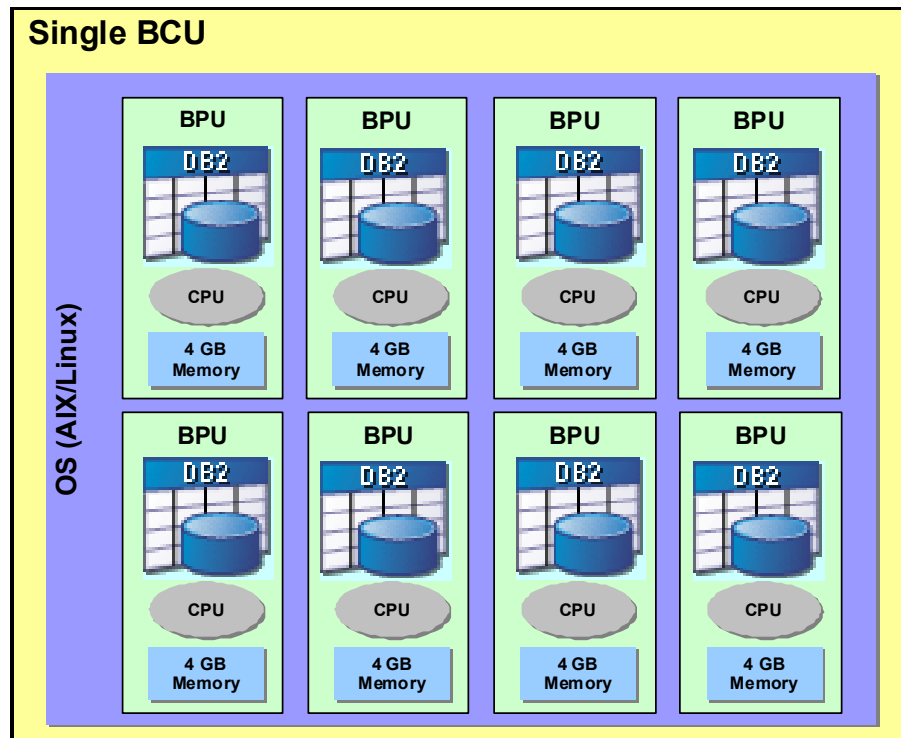 Single BCU
OS (AIX/Linux)
BPU
DB2
CPU
4 GB
Memory
BPU
DB2
CPU
4 GB
Memory
BPU
DB2
CPU
4 GB
Memory
BPU
DB2
CPU
4 GB
Memory
BPU
DB2
CPU
4 GB
Memory
BPU
DB2
CPU
4 GB
Memory
BPU
DB2
CPU
4 GB
Memory
BPU
DB2
CPU
4 GB
Memory